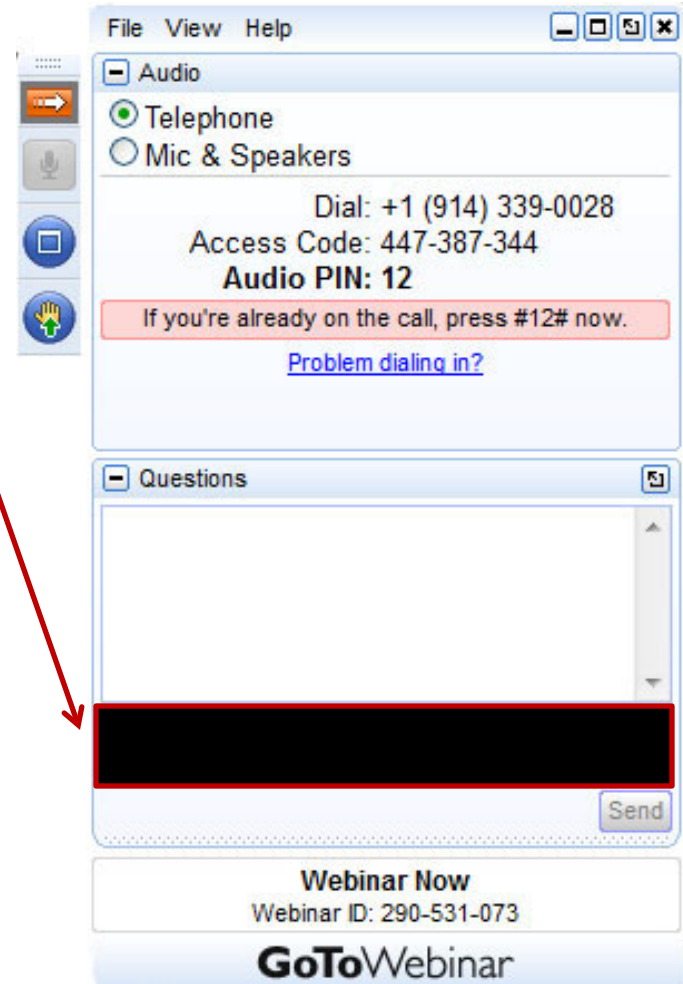 File View Help
Audio
Telephone
Mic & Speakers
Dial: +1 (914) 339-0028
Access Code: 447-387-344
Audio PIN: 12
If you're already on the call, press #12# now.
Problem dialing in?
Questions
Send
Webinar Now
Webinar ID: 290-531-073
GoToWebinar